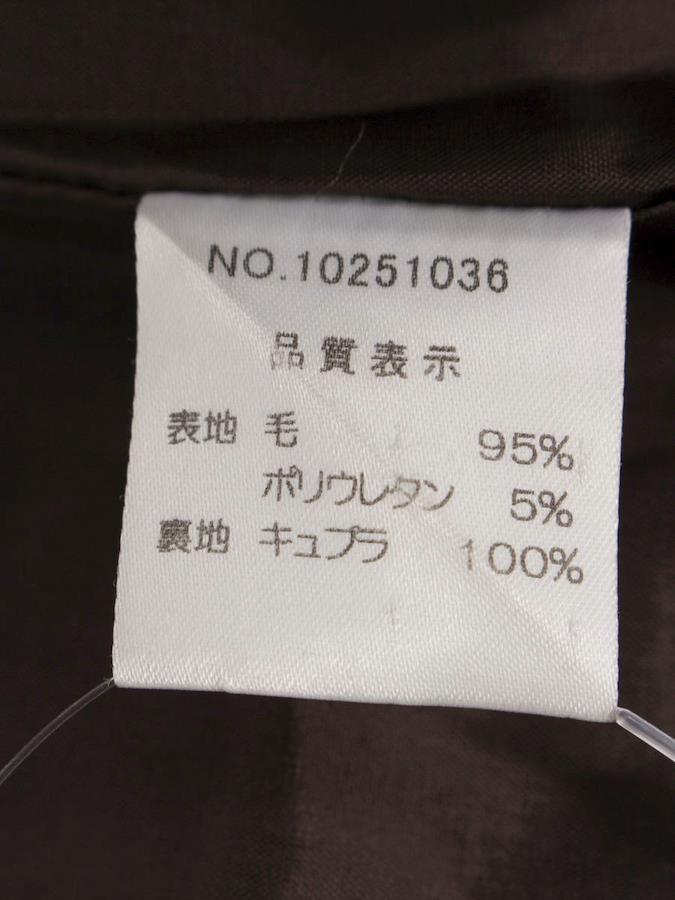 NO.10251036
品質表示
表地 毛 95%
ポリウレタン 5%
裏地 キュプラ 100%